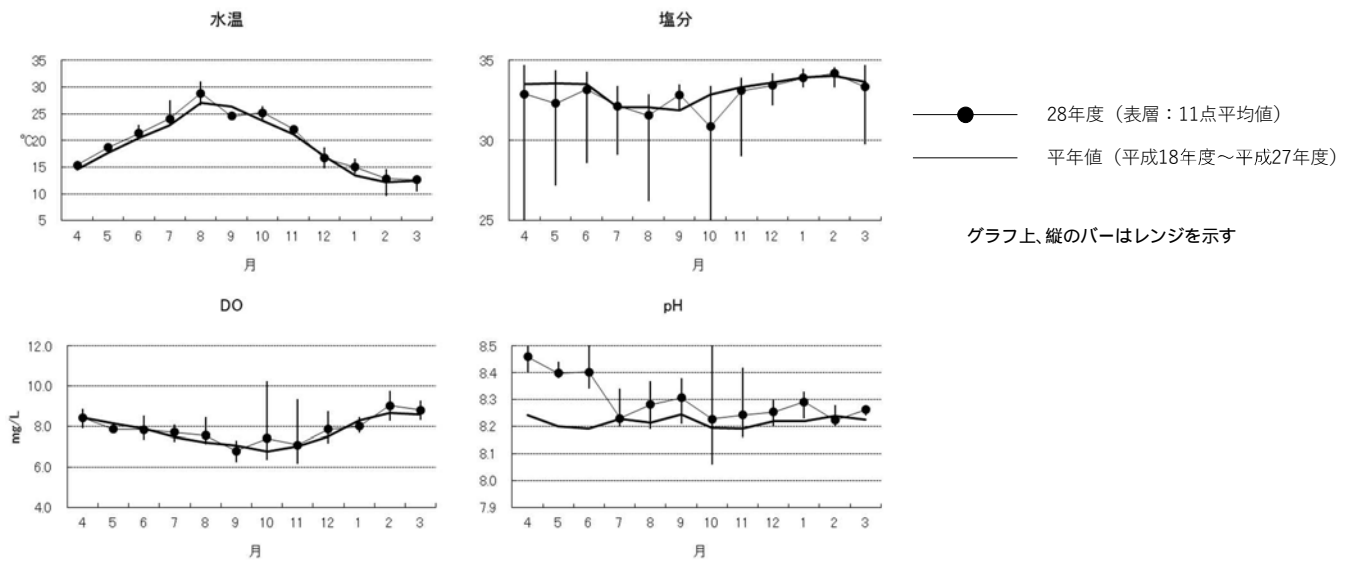 水温
35
30
25
℃20
15
10
5
4 5 6 7 8 9 10 11 12 1 2 3
月
塩分
35
30
25
4 5 6 7 8 9 10 11 12 1 2 3
月
28年度（表層：11点平均値）
平年値（平成18年度～平成27年度）
グラフ上、縦のバーはレンジを示す
DO
12.0
10.0
8.0
6.0
4.0
mg/L
4 5 6 7 8 9 10 11 12 1 2 3
月
pH
8.5
8.4
8.3
8.2
8.1
8.0
7.9
4 5 6 7 8 9 10 11 12 1 2 3
月